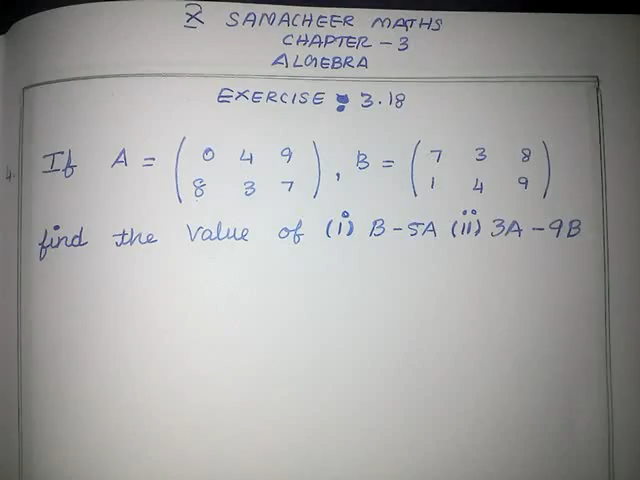 X SAMACHEER MATHS
CHAPTER - 3
ALGEBRA
EXERCISE : 3.18
4. If A = ( 0 4 9 ) , B = ( 7 3 8 )
( 8 3 7 ) ( 1 4 9 )
find the value of (i) B - 5A (ii) 3A - 9B